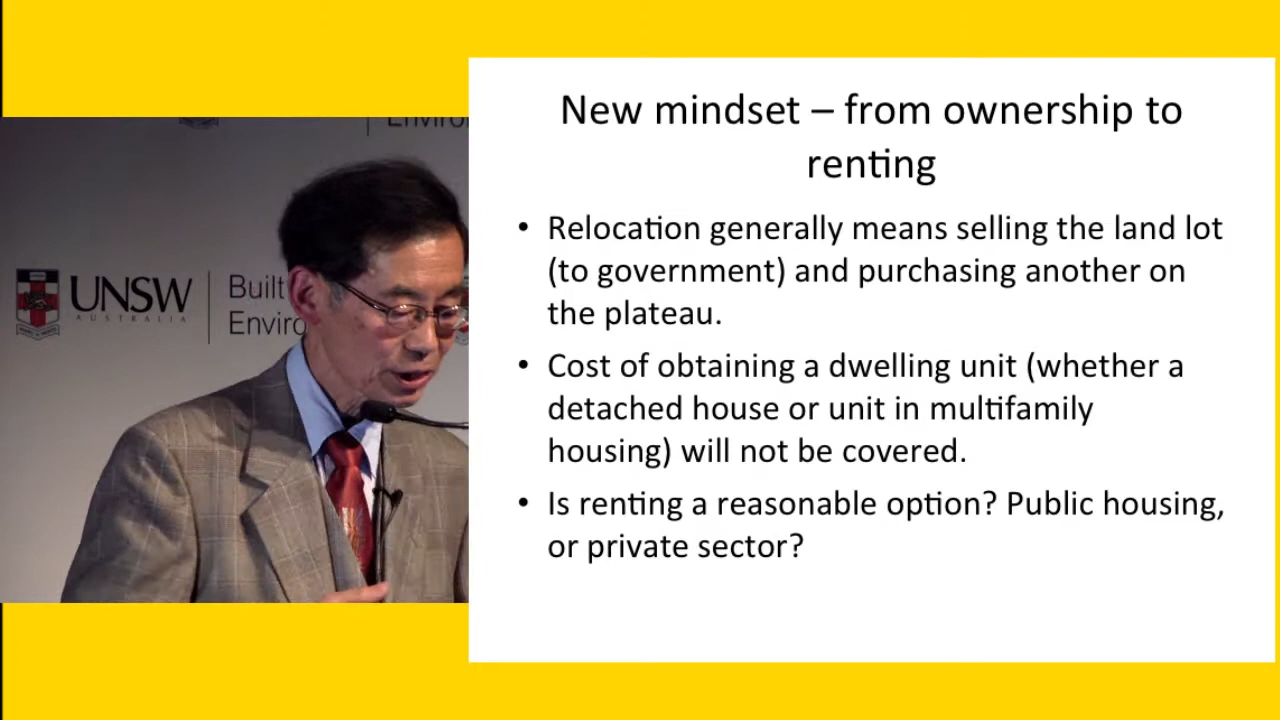 New mindset – from ownership to
renting
• Relocation generally means selling the land lot
(to government) and purchasing another on
the plateau.
• Cost of obtaining a dwelling unit (whether a
detached house or unit in multifamily
housing) will not be covered.
• Is renting a reasonable option? Public housing,
or private sector?
UNSW
AUSTRALIA
Built